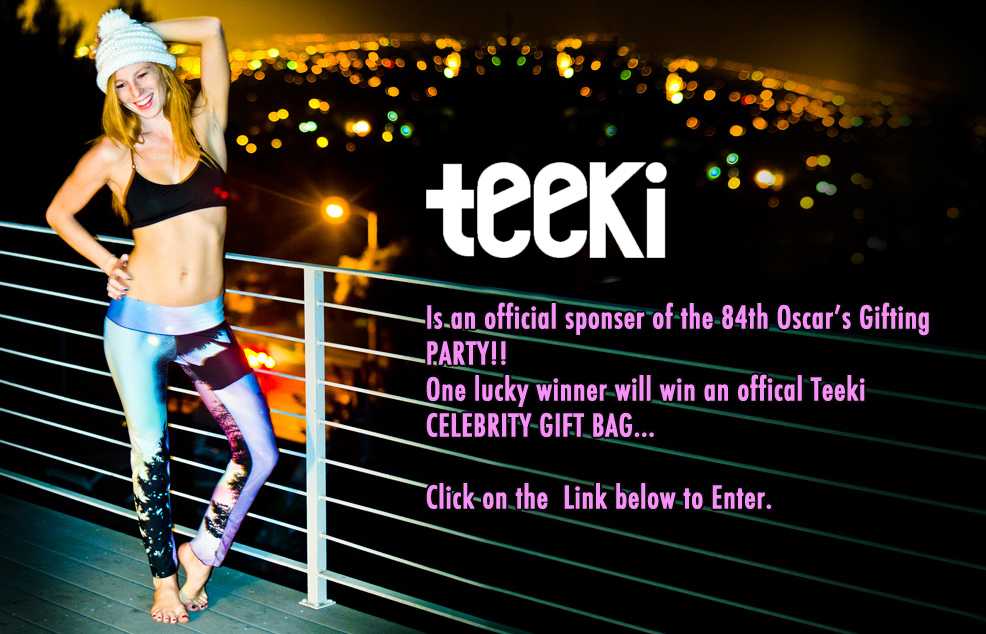 teeki
Is an official sponser of the 84th Oscar's Gifting
PARTY!!
One lucky winner will win an offical Teeki
CELEBRITY GIFT BAG...
Click on the Link below to Enter.